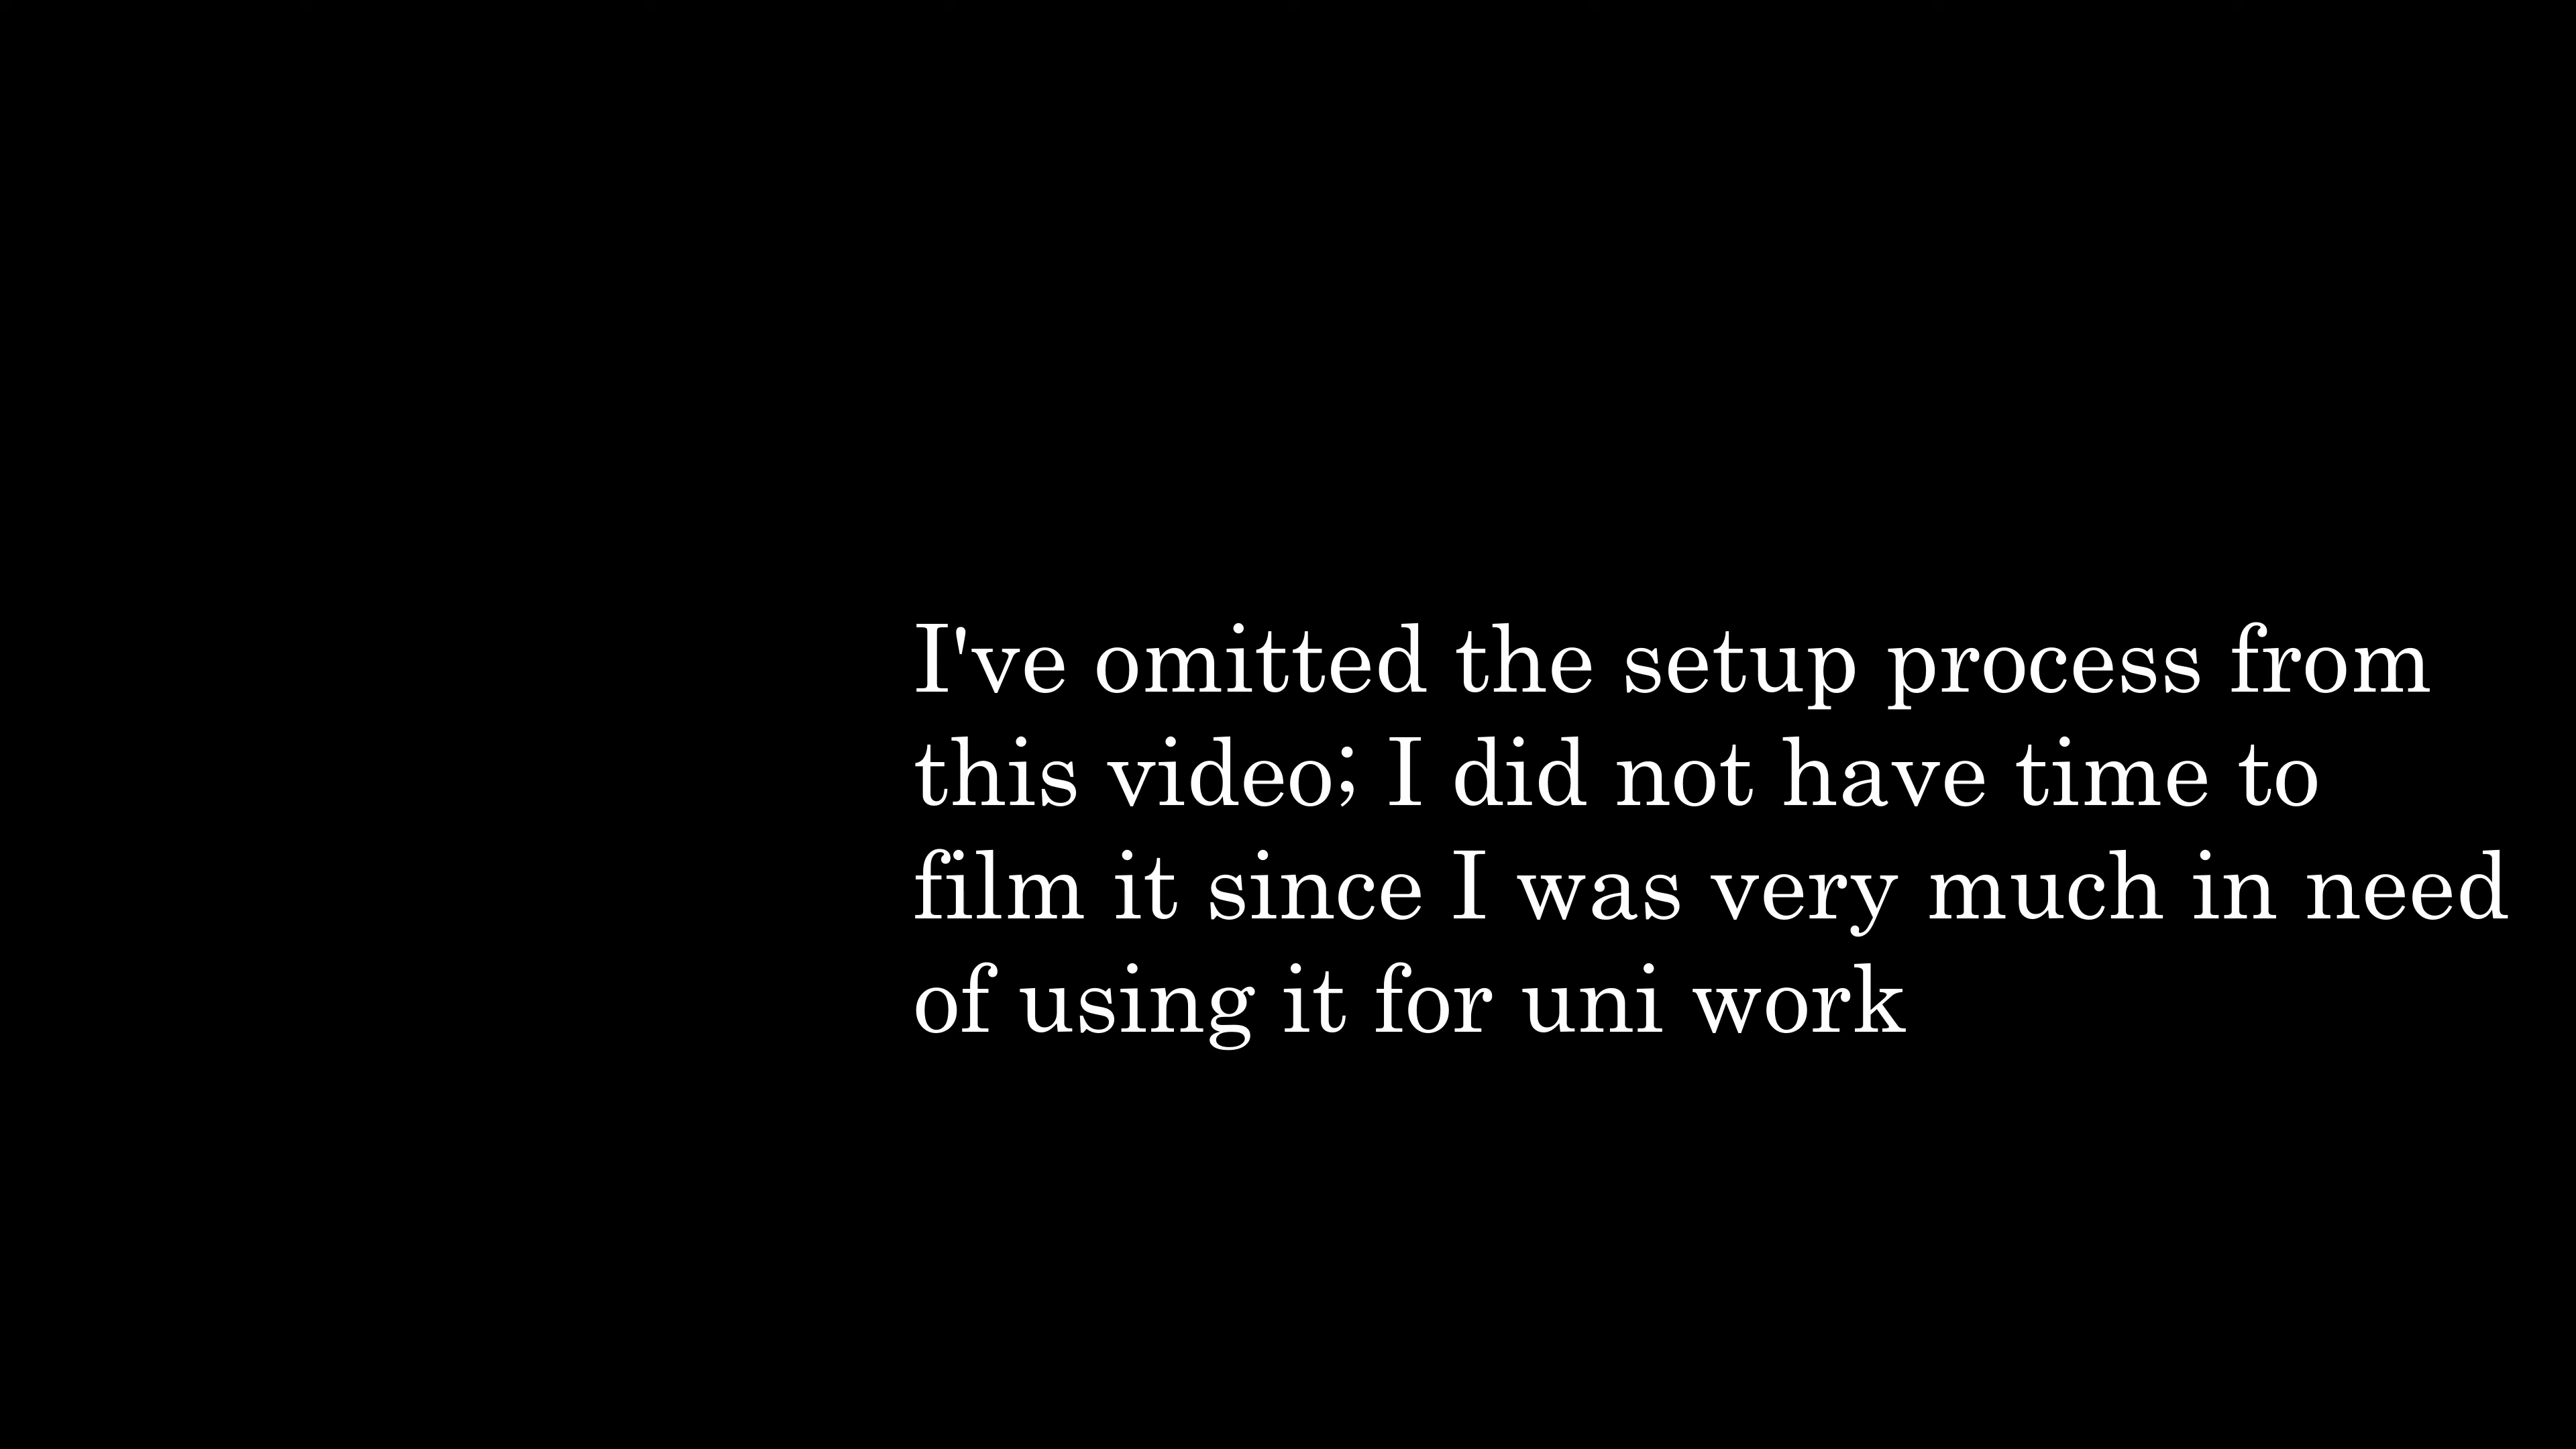 I've omitted the setup process from
this video; I did not have time to
film it since I was very much in need
of using it for uni work